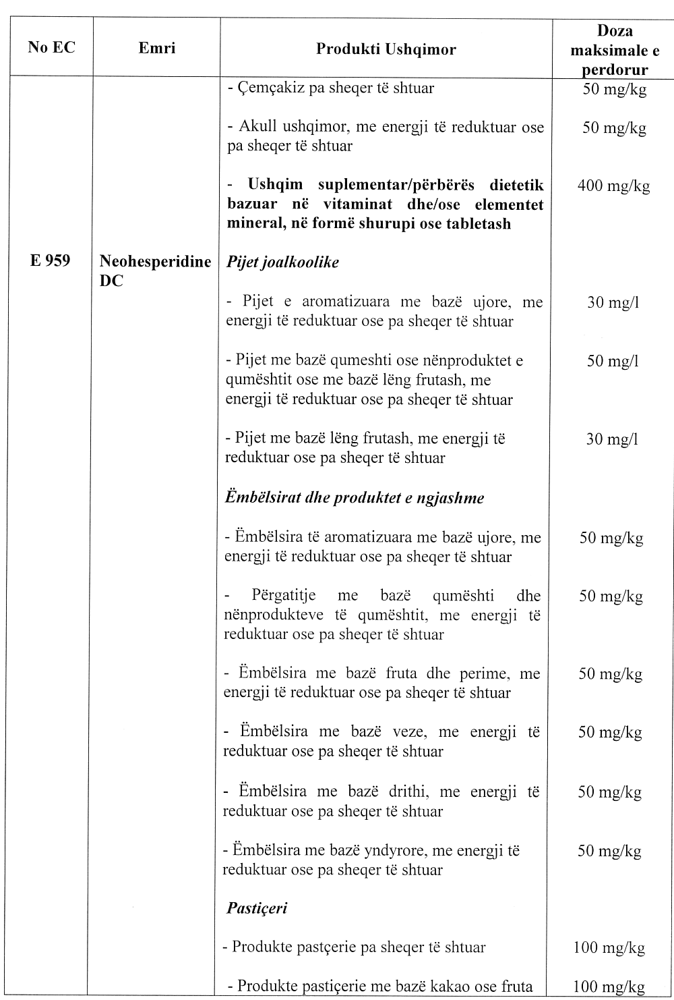 No EC Emri Produkti Ushqimor Doza
maksimale e
perdorur
- Çemçakiz pa sheqer të shtuar 50 mg/kg
- Akull ushqimor, me energji të reduktuar ose 50 mg/kg
pa sheqer të shtuar
- Ushqim suplementar/përbërës dietetik 400 mg/kg
bazuar në vitaminat dhe/ose elementet
mineral, në formë shurupi ose tabletash
E 959 Neohesperidine Pijet joalkoolike
DC
- Pijet e aromatizuara me bazë ujore, me 30 mg/l
energji të reduktuar ose pa sheqer të shtuar
- Pijet me bazë qumeshti ose nënproduktet e 50 mg/l
qumështit ose me bazë lëng frutash, me
energji të reduktuar ose pa sheqer të shtuar
- Pijet me bazë lëng frutash, me energji të 30 mg/l
reduktuar ose pa sheqer të shtuar
Ëmbëlsirat dhe produktet e ngjashme
- Ëmbëlsira të aromatizuara me bazë ujore, me 50 mg/kg
energji të reduktuar ose pa sheqer të shtuar
- Përgatitje me bazë qumështi dhe 50 mg/kg
nënprodukteve të qumështit, me energji të
reduktuar ose pa sheqer të shtuar
- Ëmbëlsira me bazë fruta dhe perime, me 50 mg/kg
energji të reduktuar ose pa sheqer të shtuar
- Ëmbëlsira me bazë veze, me energji të 50 mg/kg
reduktuar ose pa sheqer të shtuar
- Ëmbëlsira me bazë drithi, me energji të 50 mg/kg
reduktuar ose pa sheqer të shtuar
- Ëmbëlsira me bazë yndyrore, me energji të 50 mg/kg
reduktuar ose pa sheqer të shtuar
Pastiçeri
- Produkte pastçerie pa sheqer të shtuar 100 mg/kg
- Produkte pastiçerie me bazë kakao ose fruta 100 mg/kg